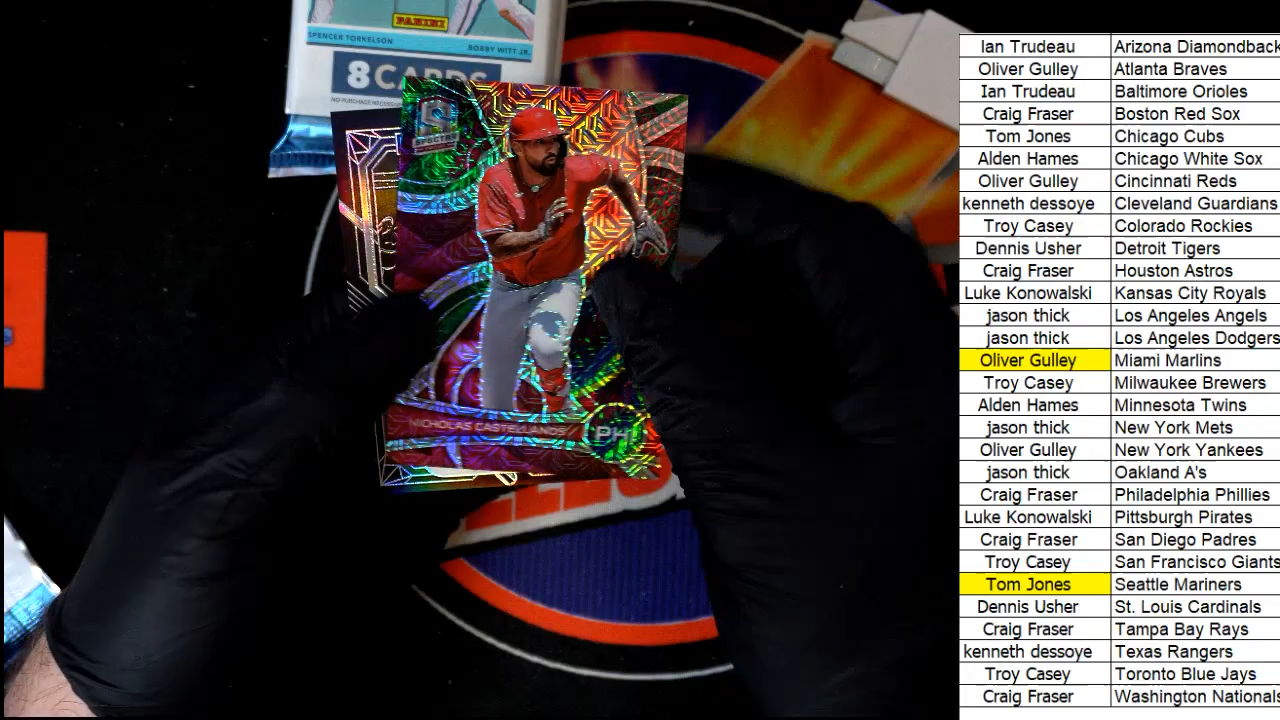 PANINI
SPENCER TORKELSON
BOBBY WITT JR.
8 CARDS
SPECTRA
NICHOLAS CASTELLANOS
PHI
Ian Trudeau Arizona Diamondback
Oliver Gulley Atlanta Braves
Ian Trudeau Baltimore Orioles
Craig Fraser Boston Red Sox
Tom Jones Chicago Cubs
Alden Hames Chicago White Sox
Oliver Gulley Cincinnati Reds
kenneth dessoye Cleveland Guardians
Troy Casey Colorado Rockies
Dennis Usher Detroit Tigers
Craig Fraser Houston Astros
Luke Konowalski Kansas City Royals
jason thick Los Angeles Angels
jason thick Los Angeles Dodgers
Oliver Gulley Miami Marlins
Troy Casey Milwaukee Brewers
Alden Hames Minnesota Twins
jason thick New York Mets
Oliver Gulley New York Yankees
jason thick Oakland A's
Craig Fraser Philadelphia Phillies
Luke Konowalski Pittsburgh Pirates
Craig Fraser San Diego Padres
Troy Casey San Francisco Giants
Tom Jones Seattle Mariners
Dennis Usher St. Louis Cardinals
Craig Fraser Tampa Bay Rays
kenneth dessoye Texas Rangers
Troy Casey Toronto Blue Jays
Craig Fraser Washington Nationals